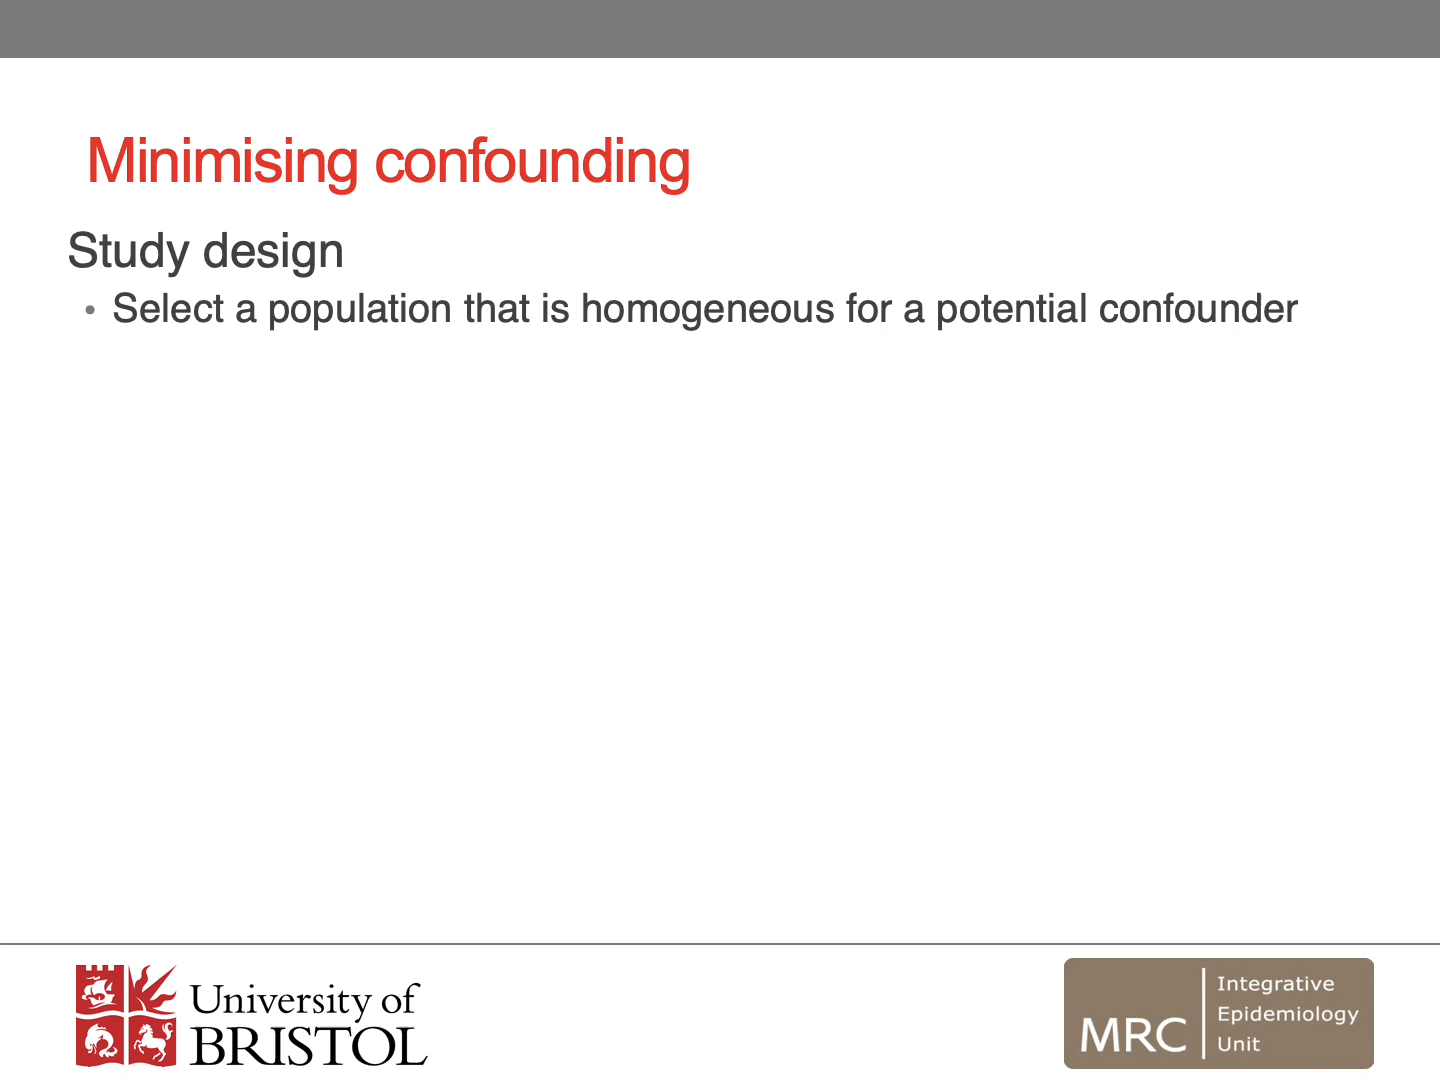 Minimising confounding
Study design
• Select a population that is homogeneous for a potential confounder
University of
BRISTOL
MRC
Integrative
Epidemiology
Unit